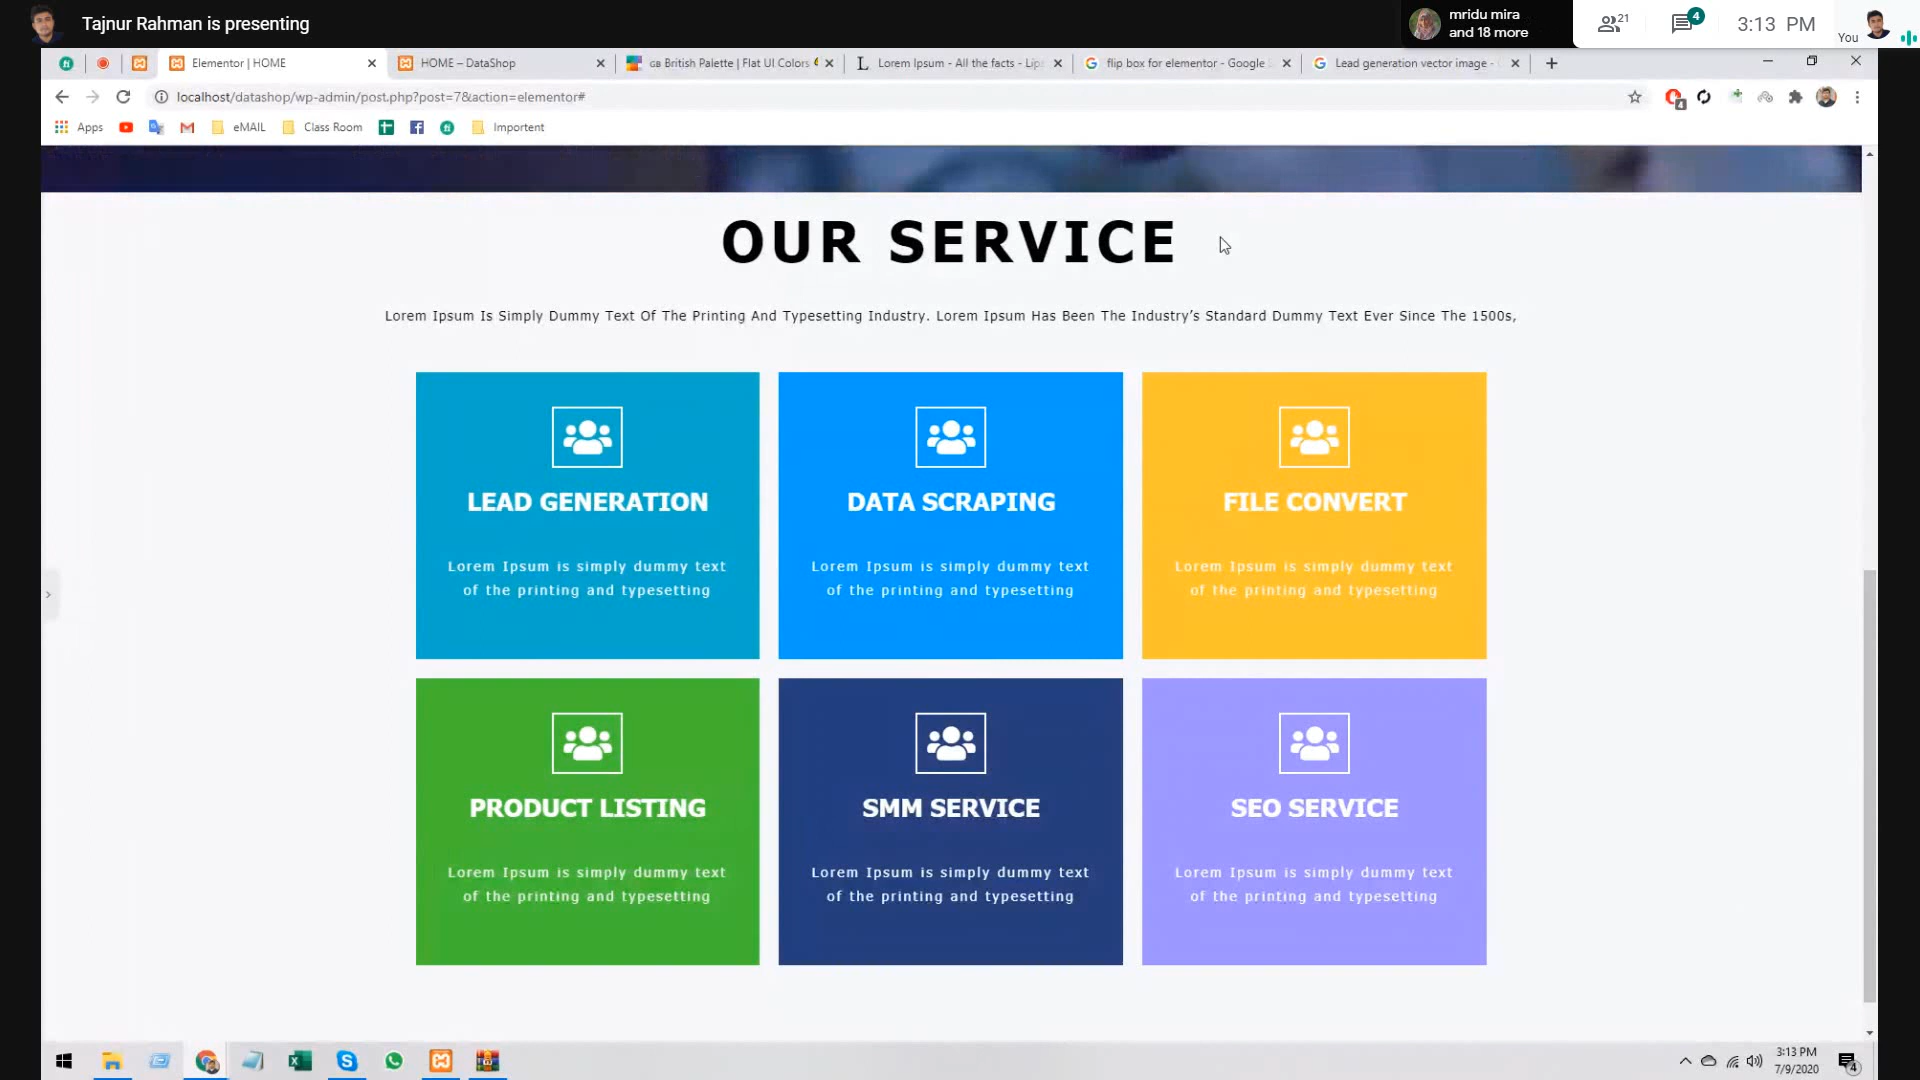 Tajnur Rahman is presenting
mridu mira
and 18 more
21
4
3:13 PM
You
Elementor | HOME
HOME – DataShop
British Palette | Flat UI Colors
Lorem Ipsum - All the facts - Lip
flip box for elementor - Google
Lead generation vector image -
localhost/datashop/wp-admin/post.php?post=7&action=elementor#
Apps
eMAIL
Class Room
Importent
OUR SERVICE
Lorem Ipsum Is Simply Dummy Text Of The Printing And Typesetting Industry. Lorem Ipsum Has Been The Industry’s Standard Dummy Text Ever Since The 1500s,
LEAD GENERATION
Lorem Ipsum is simply dummy text
of the printing and typesetting
DATA SCRAPING
Lorem Ipsum is simply dummy text
of the printing and typesetting
FILE CONVERT
Lorem Ipsum is simply dummy text
of the printing and typesetting
PRODUCT LISTING
Lorem Ipsum is simply dummy text
of the printing and typesetting
SMM SERVICE
Lorem Ipsum is simply dummy text
of the printing and typesetting
SEO SERVICE
Lorem Ipsum is simply dummy text
of the printing and typesetting
3:13 PM
7/9/2020
4